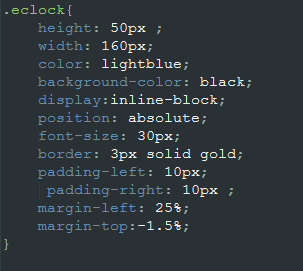 .eclock{
height: 50px ;
width: 160px;
color: lightblue;
background-color: black;
display:inline-block;
position: absolute;
font-size: 30px;
border: 3px solid gold;
padding-left: 10px;
padding-right: 10px ;
margin-left: 25%;
margin-top:-1.5%;
}